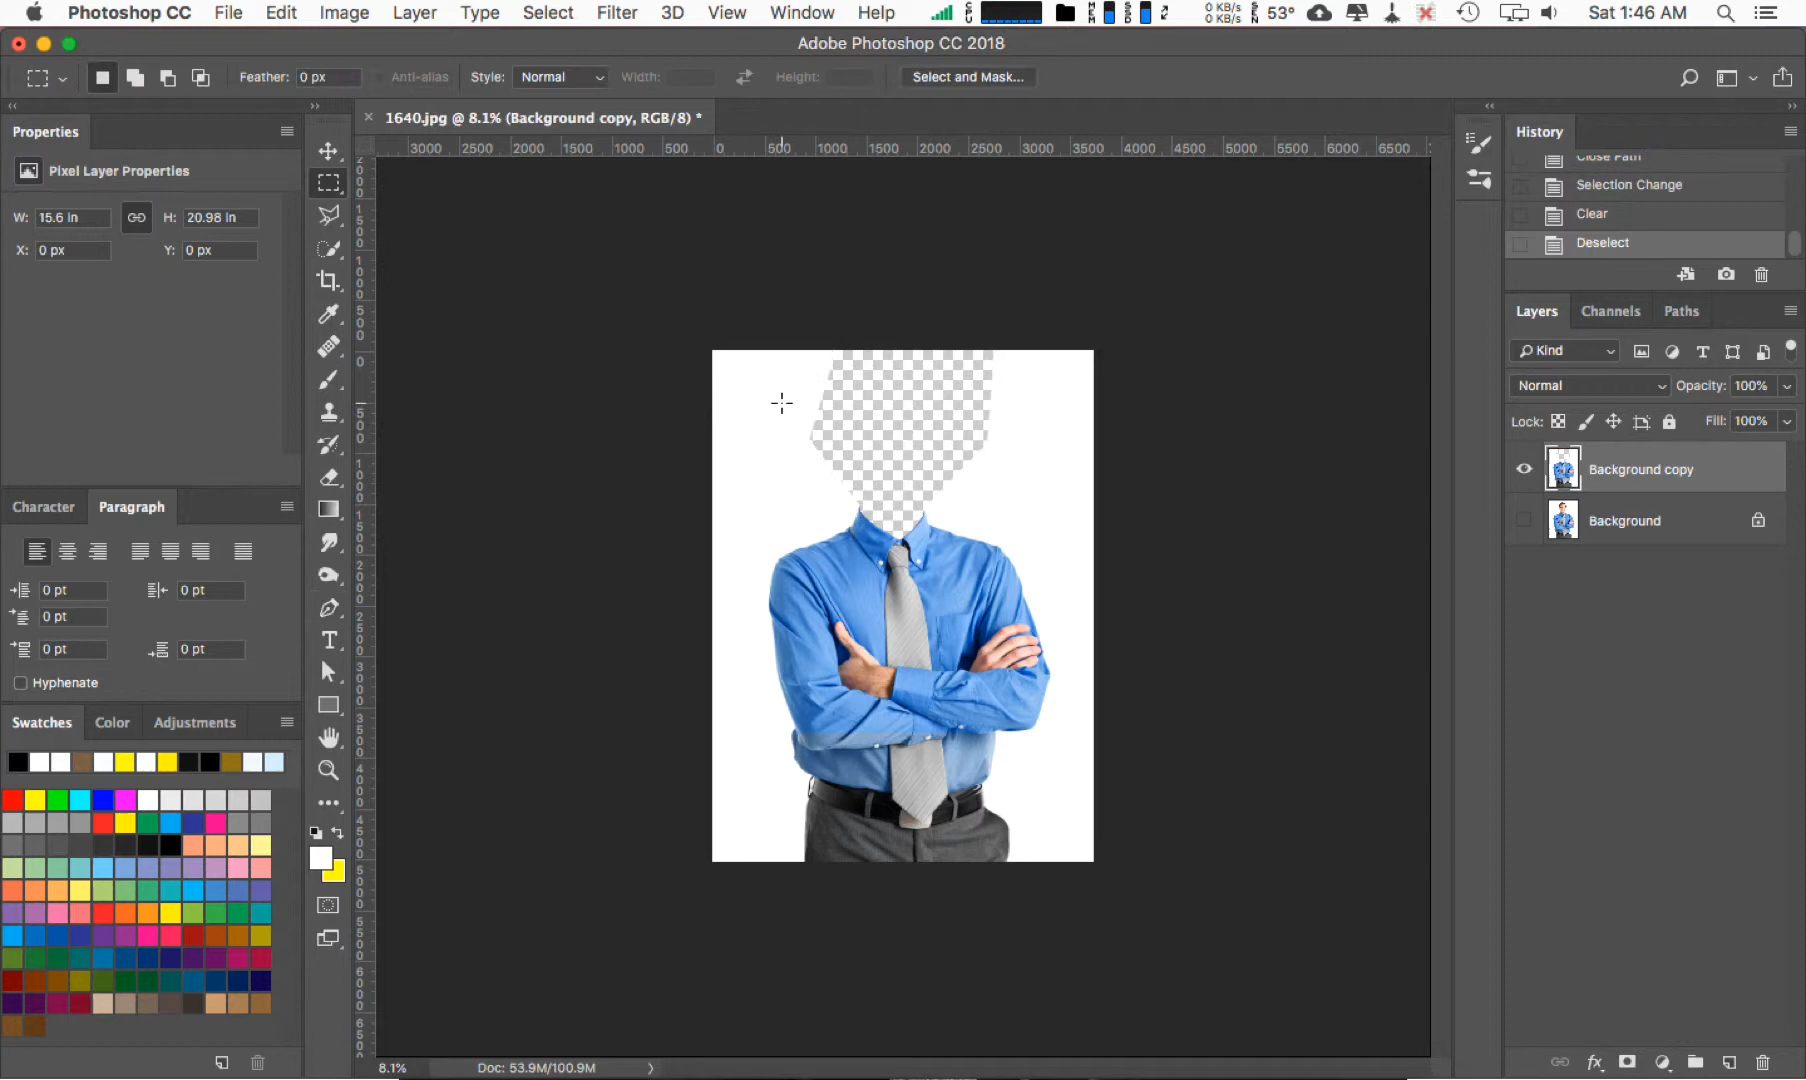 Photoshop CC File Edit Image Layer Type Select Filter 3D View Window Help 0 KB/s 0 KB/s 53° Sat 1:46 AM
Adobe Photoshop CC 2018
Feather: 0 px Anti-alias Style: Normal Width: Height: Select and Mask...
Properties
1640.jpg @ 8.1% (Background copy, RGB/8) *
History
3000 2500 2000 1500 1000 500 0 500 1000 1500 2000 2500 3000 3500 4000 4500 5000 5500 6000 6500
Pixel Layer Properties
W: 15.6 in H: 20.98 in
X: 0 px Y: 0 px
Close Path
Selection Change
Clear
Deselect
Layers Channels Paths
Kind
Normal Opacity: 100%
Lock: Fill: 100%
Background copy
Background
Character Paragraph
0 pt 0 pt
0 pt
0 pt 0 pt
Hyphenate
Swatches Color Adjustments
8.1% Doc: 53.9M/100.9M